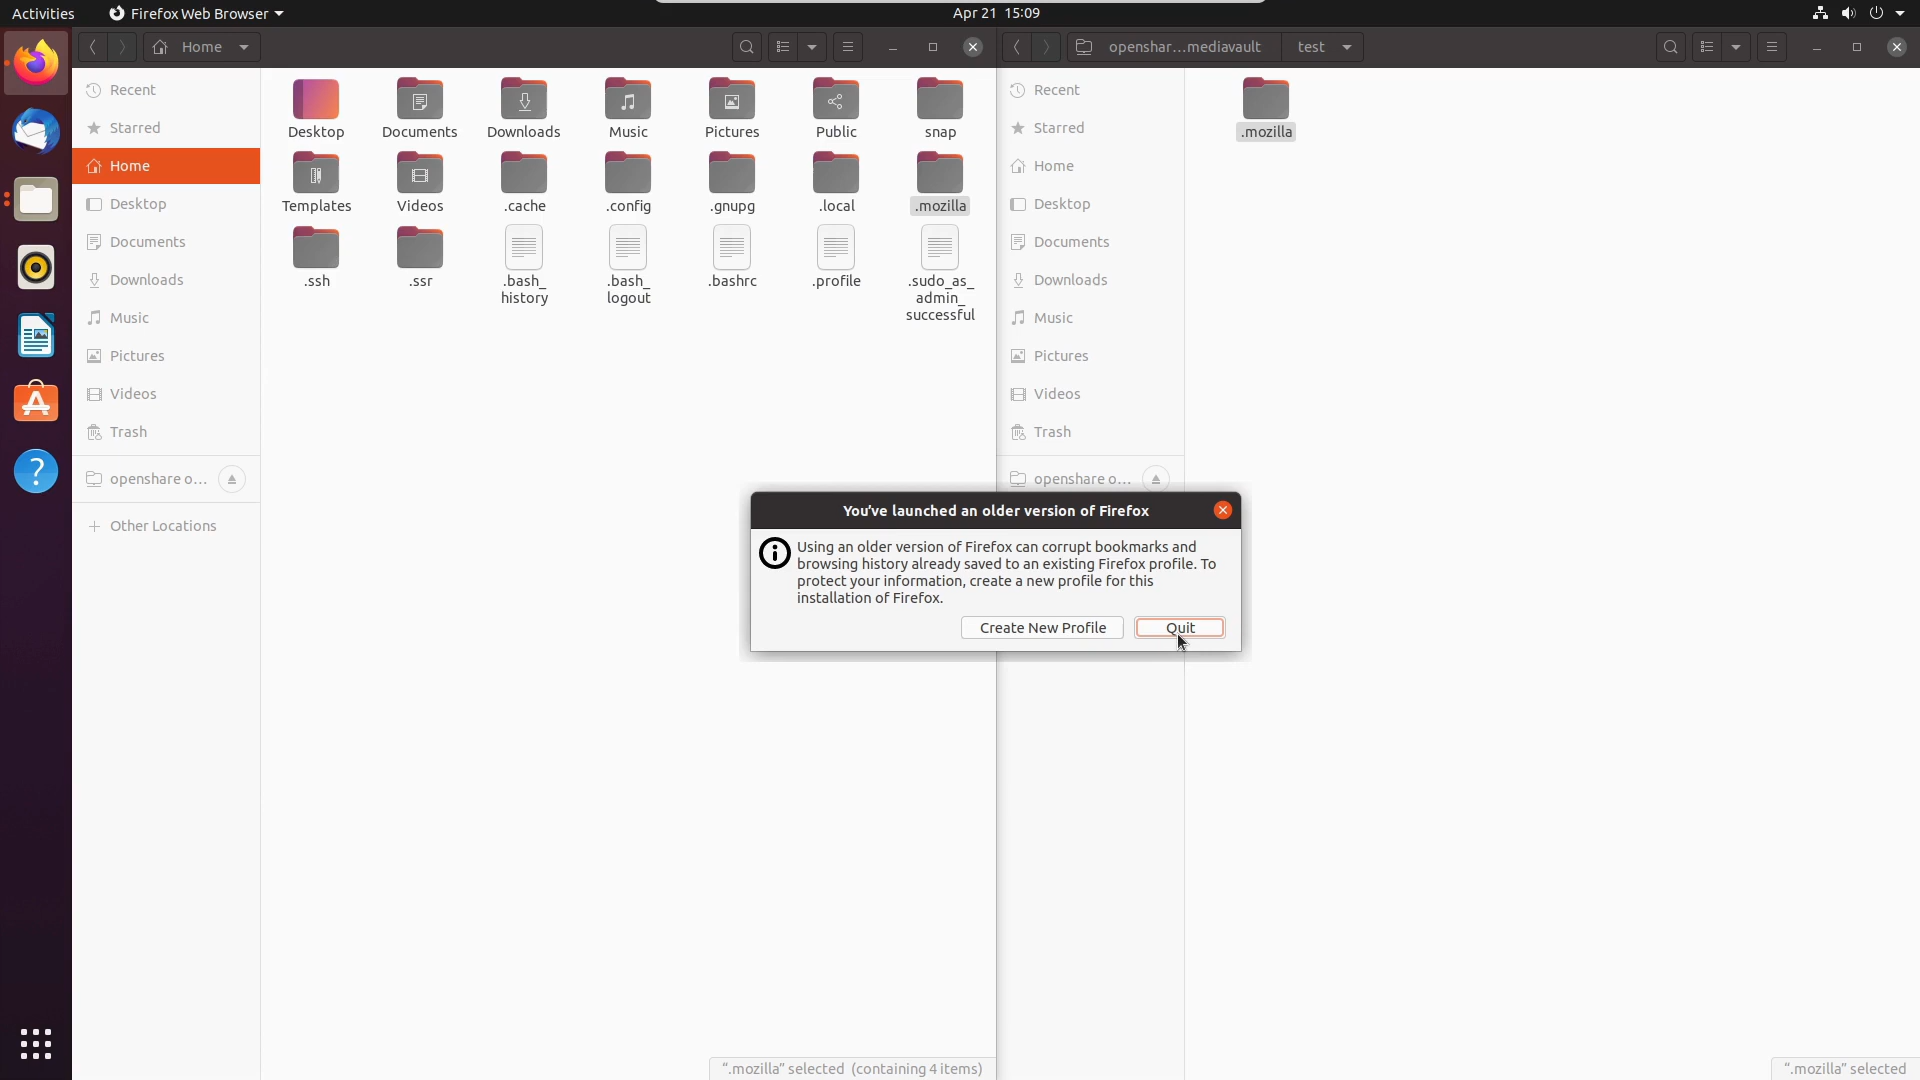 Activities
Firefox Web Browser
Apr 21 15:09
Home
openshar...mediavault
test
Recent
Starred
Home
Desktop
Documents
Downloads
Music
Pictures
Videos
Trash
openshare o...
Other Locations
Desktop
Documents
Downloads
Music
Pictures
Public
snap
Templates
Videos
.cache
.config
.gnupg
.local
.mozilla
.ssh
.ssr
.bash_
history
.bash_
logout
.bashrc
.profile
.sudo_as_
admin_
successful
Recent
Starred
Home
Desktop
Documents
Downloads
Music
Pictures
Videos
Trash
openshare o...
.mozilla
You've launched an older version of Firefox
Using an older version of Firefox can corrupt bookmarks and
browsing history already saved to an existing Firefox profile. To
protect your information, create a new profile for this
installation of Firefox.
Create New Profile
Quit
".mozilla" selected (containing 4 items)
".mozilla" selected